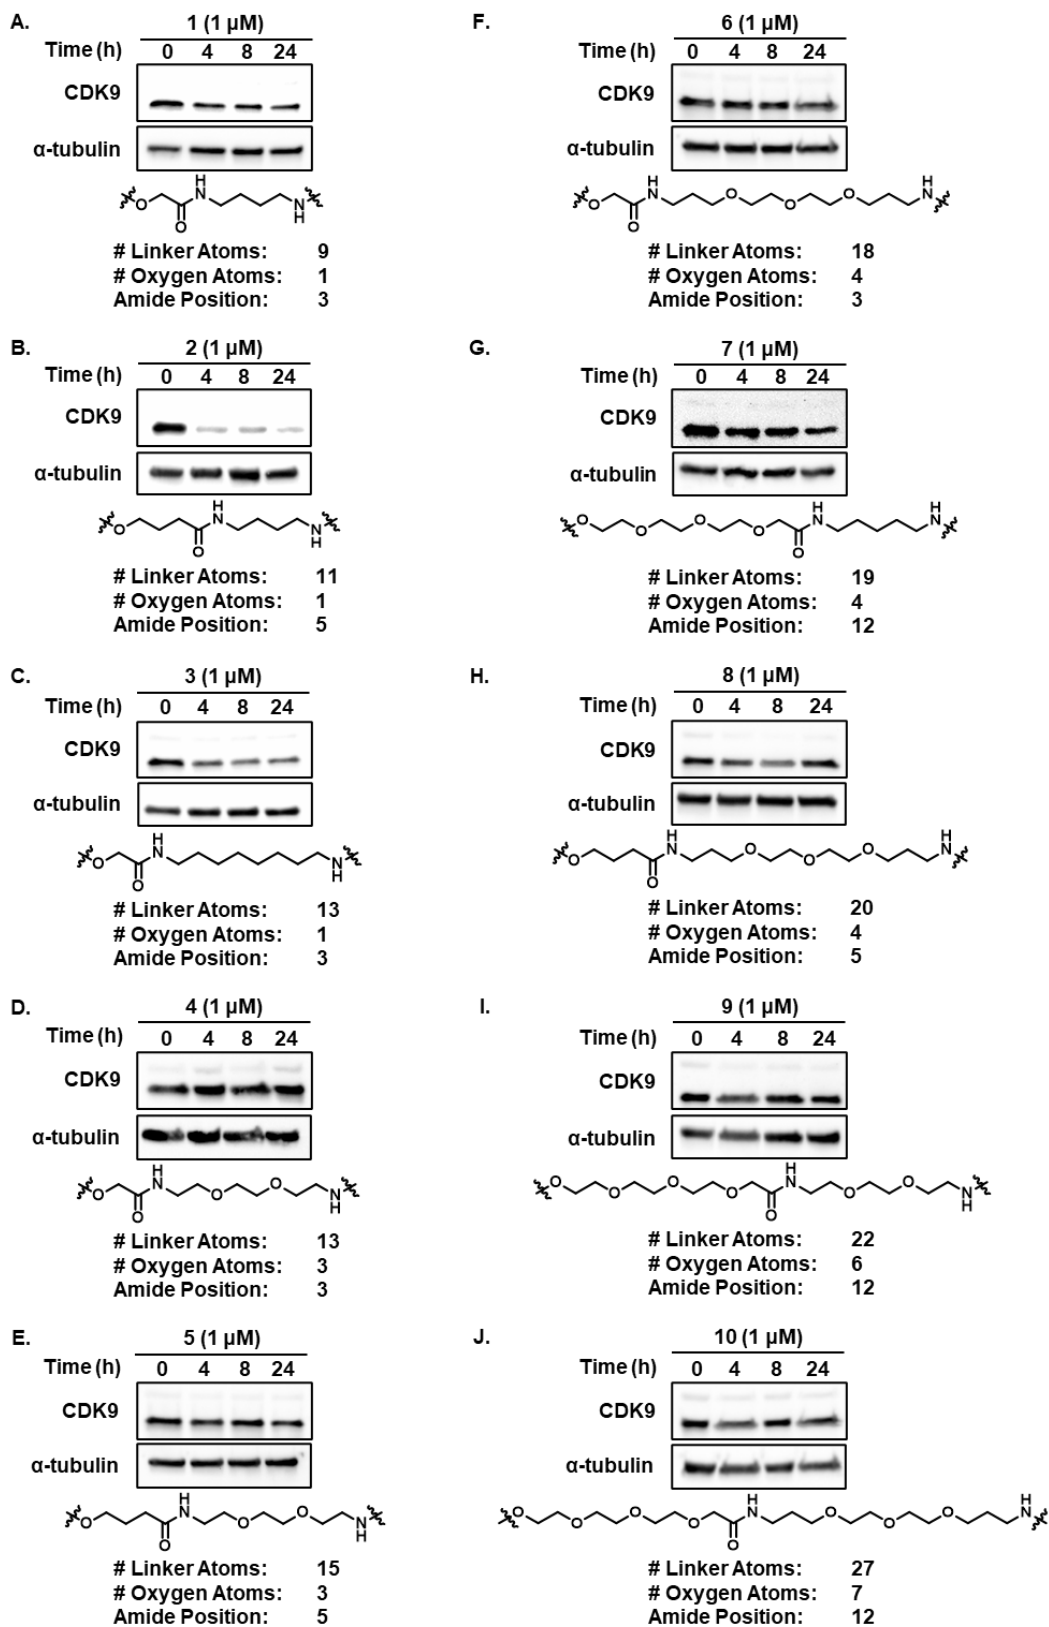 A.
1 (1 µM)
Time (h) 0 4 8 24
CDK9
α-tubulin
O
O
H
N
N
H
# Linker Atoms: 9
# Oxygen Atoms: 1
Amide Position: 3
B.
2 (1 µM)
Time (h) 0 4 8 24
CDK9
α-tubulin
O
O
H
N
N
H
# Linker Atoms: 11
# Oxygen Atoms: 1
Amide Position: 5
C.
3 (1 µM)
Time (h) 0 4 8 24
CDK9
α-tubulin
O
O
H
N
N
H
# Linker Atoms: 13
# Oxygen Atoms: 1
Amide Position: 3
D.
4 (1 µM)
Time (h) 0 4 8 24
CDK9
α-tubulin
O
O
H
N
O
O
N
H
# Linker Atoms: 13
# Oxygen Atoms: 3
Amide Position: 3
E.
5 (1 µM)
Time (h) 0 4 8 24
CDK9
α-tubulin
O
O
H
N
O
O
N
H
# Linker Atoms: 15
# Oxygen Atoms: 3
Amide Position: 5
F.
6 (1 µM)
Time (h) 0 4 8 24
CDK9
α-tubulin
O
O
H
N
O
O
O
H
N
# Linker Atoms: 18
# Oxygen Atoms: 4
Amide Position: 3
G.
7 (1 µM)
Time (h) 0 4 8 24
CDK9
α-tubulin
O
O
O
O
O
H
N
H
N
# Linker Atoms: 19
# Oxygen Atoms: 4
Amide Position: 12
H.
8 (1 µM)
Time (h) 0 4 8 24
CDK9
α-tubulin
O
O
H
N
O
O
O
H
N
# Linker Atoms: 20
# Oxygen Atoms: 4
Amide Position: 5
I.
9 (1 µM)
Time (h) 0 4 8 24
CDK9
α-tubulin
O
O
O
O
O
H
N
O
O
N
H
# Linker Atoms: 22
# Oxygen Atoms: 6
Amide Position: 12
J.
10 (1 µM)
Time (h) 0 4 8 24
CDK9
α-tubulin
O
O
O
O
O
H
N
O
O
O
H
N
# Linker Atoms: 27
# Oxygen Atoms: 7
Amide Position: 12